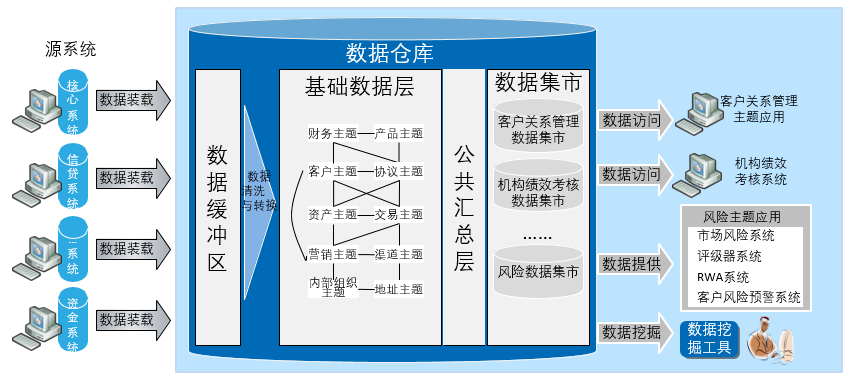 源系统
核心系统
数据装载
信贷系统
数据装载
...系统
数据装载
资金系统
数据装载
数据仓库
数据缓冲区
数据
清洗
与转换
基础数据层
财务主题
产品主题
客户主题
协议主题
资产主题
交易主题
营销主题
渠道主题
内部组织
主题
地址主题
公共汇总层
数据集市
客户关系管理
数据集市
机构绩效考核
数据集市
......
风险数据集市
数据访问
客户关系管理
主题应用
数据访问
机构绩效
考核系统
数据提供
风险主题应用
市场风险系统
评级器系统
RWA系统
客户风险预警系统
数据挖掘
数据挖
掘工具